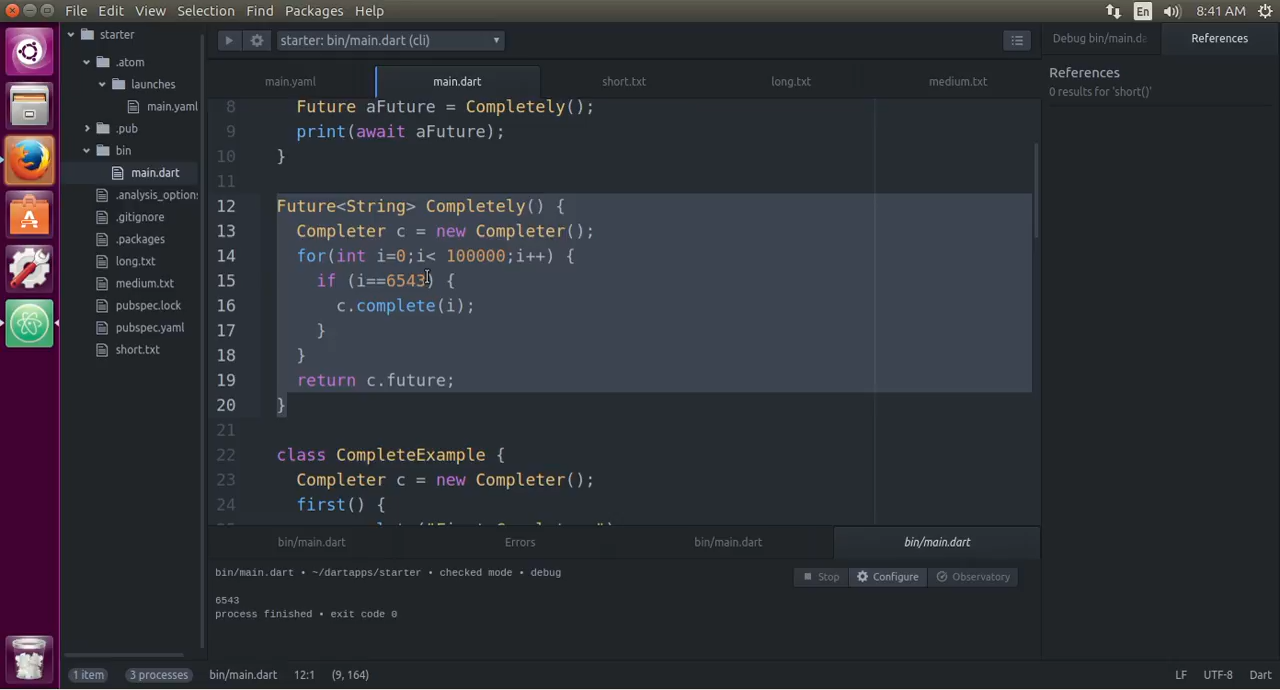 File Edit View Selection Find Packages Help
En 8:41 AM
starter
.atom
launches
main.yaml
.pub
bin
main.dart
.analysis_option
.gitignore
.packages
long.txt
medium.txt
pubspec.lock
pubspec.yaml
short.txt
starter: bin/main.dart (cli)
main.yaml main.dart short.txt long.txt medium.txt
8 Future aFuture = Completely();
9 print(await aFuture);
10 }
11
12 Future<String> Completely() {
13 Completer c = new Completer();
14 for(int i=0;i< 100000;i++) {
15 if (i==6543) {
16 c.complete(i);
17 }
18 }
19 return c.future;
20 }
21
22 class CompleteExample {
23 Completer c = new Completer();
24 first() {
bin/main.dart Errors bin/main.dart bin/main.dart
bin/main.dart • ~/dartapps/starter • checked mode • debug
Stop Configure Observatory
6543
process finished • exit code 0
Debug bin/main.da References
References
0 results for 'short()'
1 item 3 processes bin/main.dart 12:1 (9, 164) LF UTF-8 Dart